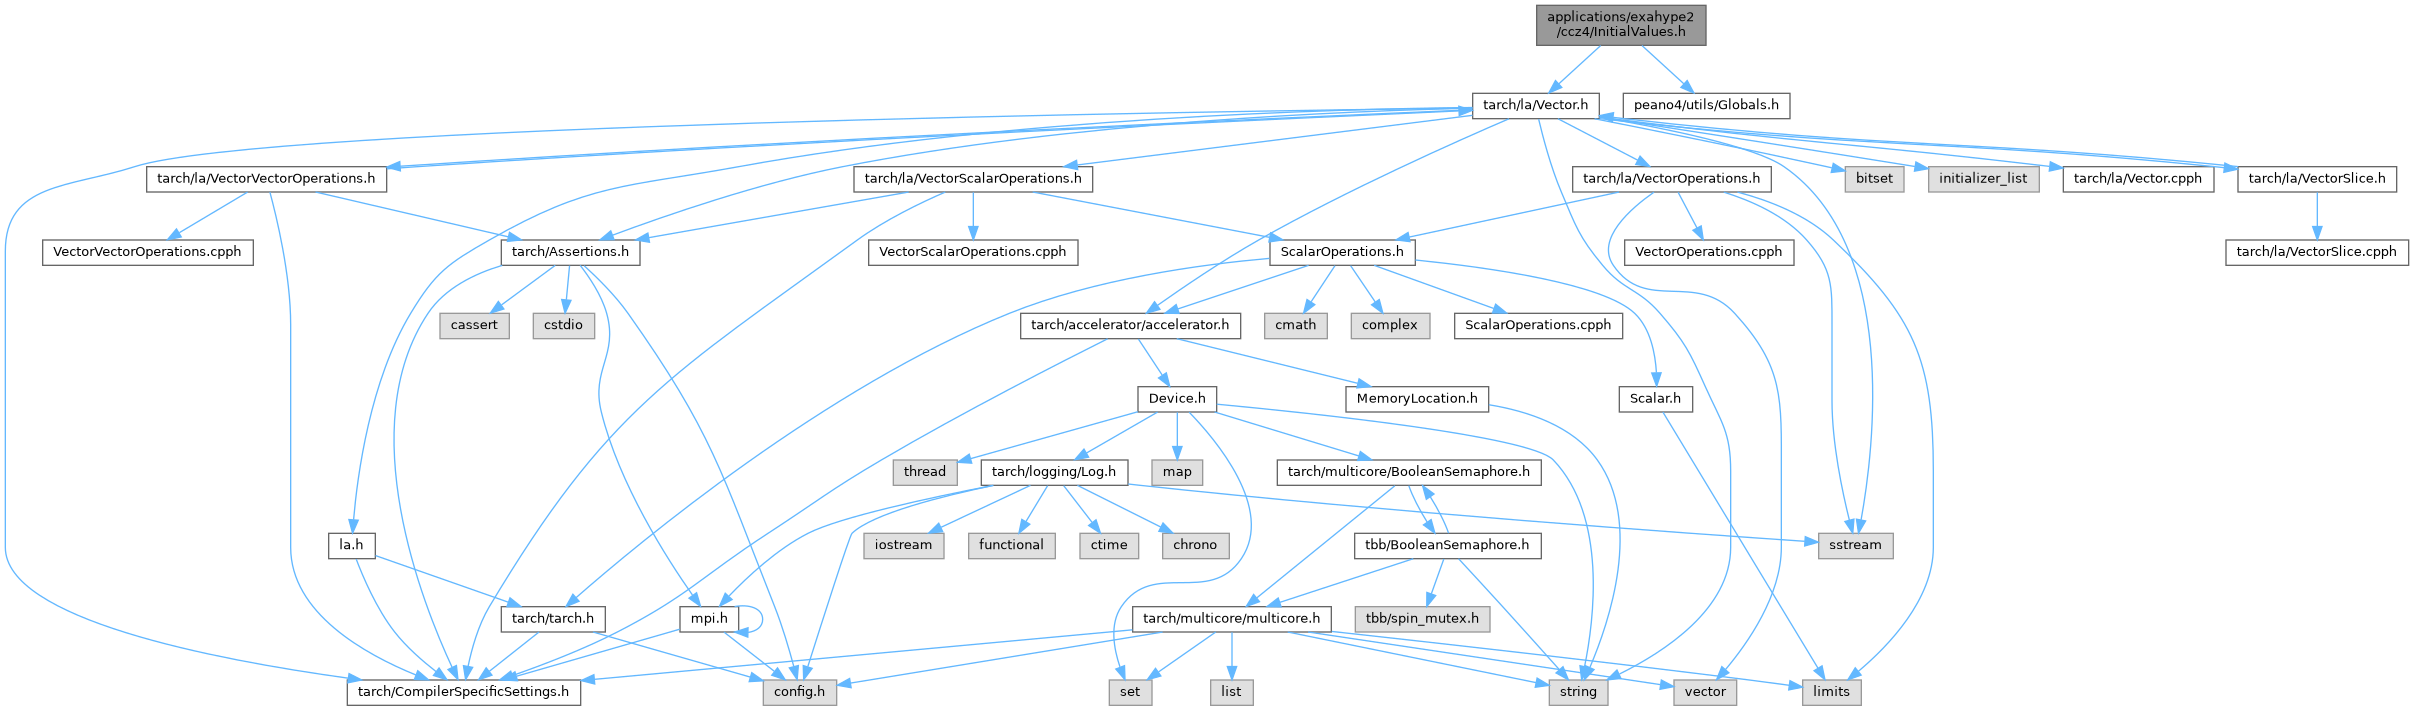 applications/exahype2
/ccz4/InitialValues.h
tarch/la/Vector.h
peano4/utils/Globals.h
tarch/la/VectorVectorOperations.h
tarch/la/VectorScalarOperations.h
tarch/la/VectorOperations.h
bitset
initializer_list
tarch/la/Vector.cpph
tarch/la/VectorSlice.h
VectorVectorOperations.cpph
tarch/Assertions.h
VectorScalarOperations.cpph
ScalarOperations.h
VectorOperations.cpph
tarch/la/VectorSlice.cpph
cassert
cstdio
tarch/accelerator/accelerator.h
cmath
complex
ScalarOperations.cpph
Device.h
MemoryLocation.h
Scalar.h
thread
tarch/logging/Log.h
map
tarch/multicore/BooleanSemaphore.h
la.h
iostream
functional
ctime
chrono
tbb/BooleanSemaphore.h
sstream
tarch/tarch.h
mpi.h
tarch/multicore/multicore.h
tbb/spin_mutex.h
tarch/CompilerSpecificSettings.h
config.h
set
list
string
vector
limits